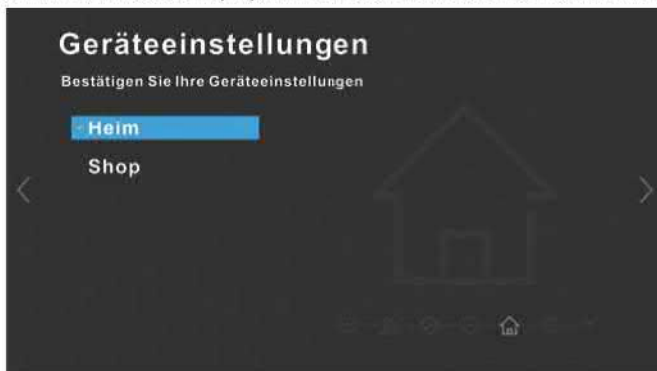 Geräteeinstellungen
Bestätigen Sie Ihre Geräteeinstellungen
Heim
Shop